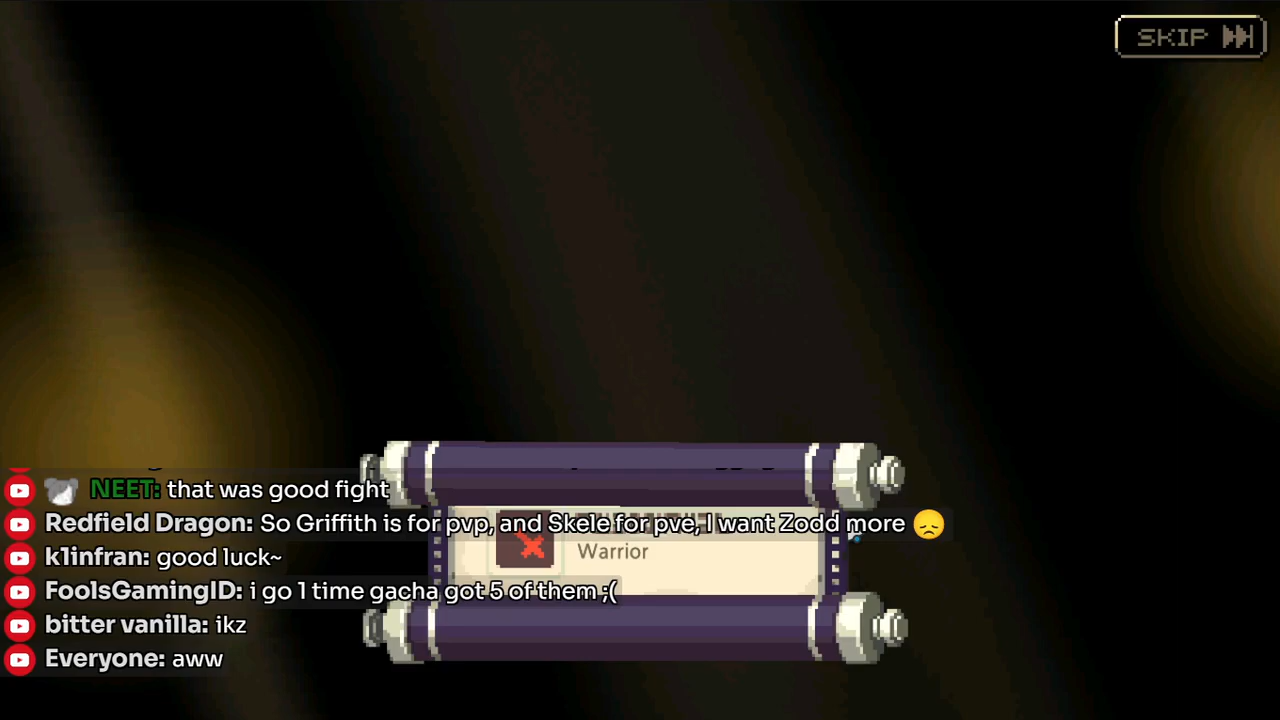 SKIP
NEET: that was good fight
Redfield Dragon: So Griffith is for pvp, and Skele for pve, I want Zodd more 😞
Warrior
k1infran: good luck~
FoolsGamingID: i go 1 time gacha got 5 of them ;(
bitter vanilla: ikz
Everyone: aww